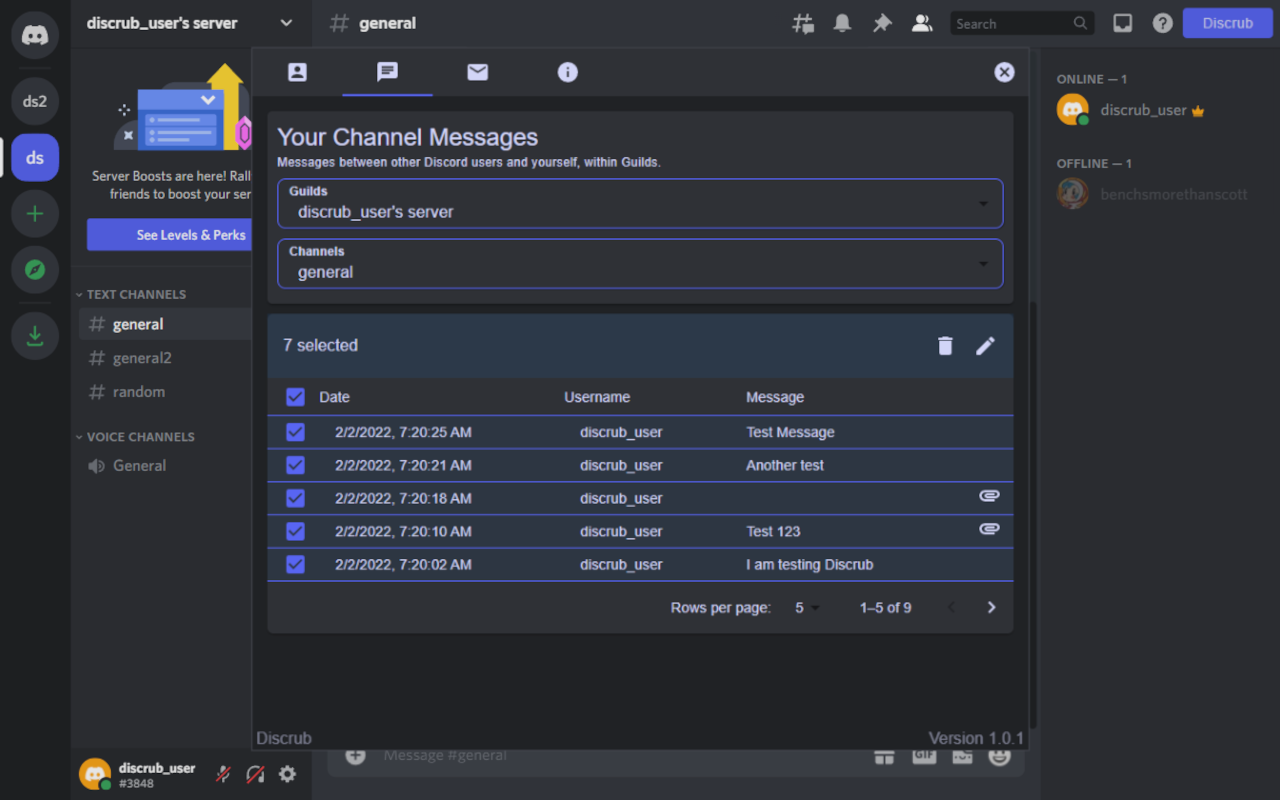 discrub_user's server
general
Search
Discrub
ds2
ds
Server Boosts are here! Rall
friends to boost your ser
See Levels & Perks
TEXT CHANNELS
general
general2
random
VOICE CHANNELS
General
discrub_user
#3848
Your Channel Messages
Messages between other Discord users and yourself, within Guilds.
Guilds
discrub_user's server
Channels
general
7 selected
Date Username Message
2/2/2022, 7:20:25 AM discrub_user Test Message
2/2/2022, 7:20:21 AM discrub_user Another test
2/2/2022, 7:20:18 AM discrub_user
2/2/2022, 7:20:10 AM discrub_user Test 123
2/2/2022, 7:20:02 AM discrub_user I am testing Discrub
Rows per page: 5 1–5 of 9
Discrub Version 1.0.1
Message #general
GIF
ONLINE — 1
discrub_user
OFFLINE — 1
benchsmorethanscott